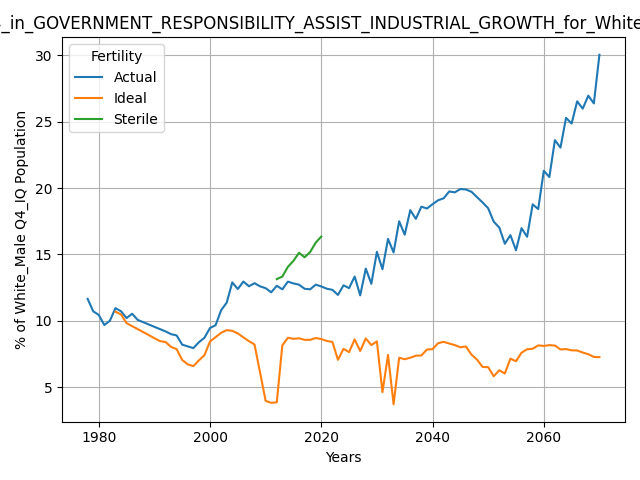 _in_GOVERNMENT_RESPONSIBILITY_ASSIST_INDUSTRIAL_GROWTH_for_White
Fertility
Actual
Ideal
Sterile
% of White_Male Q4_IQ Population
30
25
20
15
10
5
1980 2000 2020 2040 2060
Years